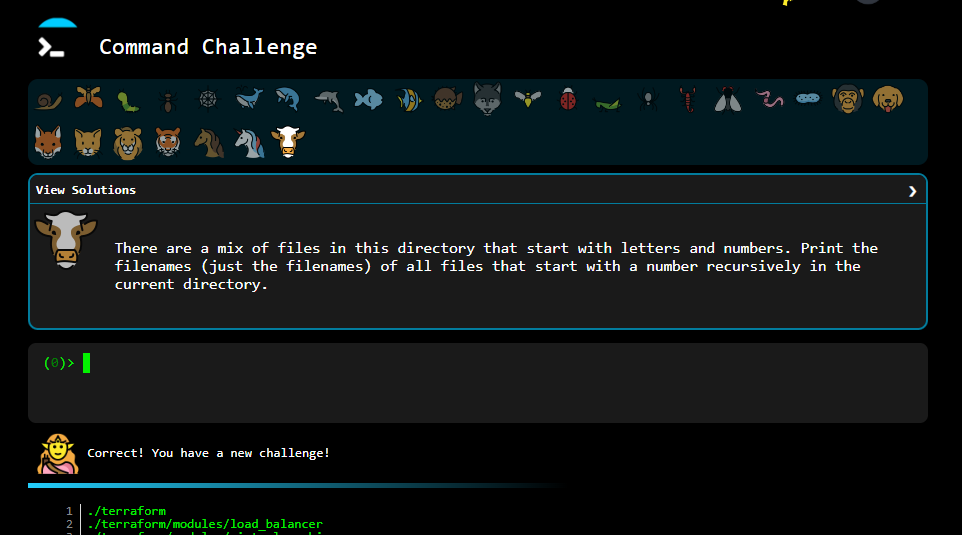 Command Challenge
View Solutions
There are a mix of files in this directory that start with letters and numbers. Print the
filenames (just the filenames) of all files that start with a number recursively in the
current directory.
(0)>
Correct! You have a new challenge!
1 ./terraform
2 ./terraform/modules/load_balancer